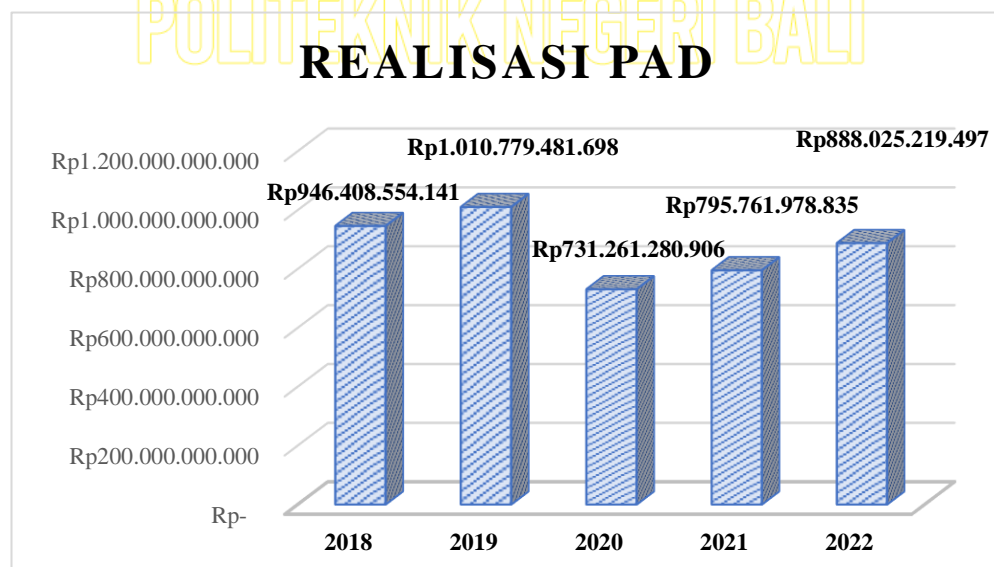 POLITEKNIK NEGERI BALI
REALISASI PAD
Rp1.200.000.000.000
Rp1.000.000.000.000
Rp800.000.000.000
Rp600.000.000.000
Rp400.000.000.000
Rp200.000.000.000
Rp-
Rp946.408.554.141
Rp1.010.779.481.698
Rp731.261.280.906
Rp795.761.978.835
Rp888.025.219.497
2018 2019 2020 2021 2022